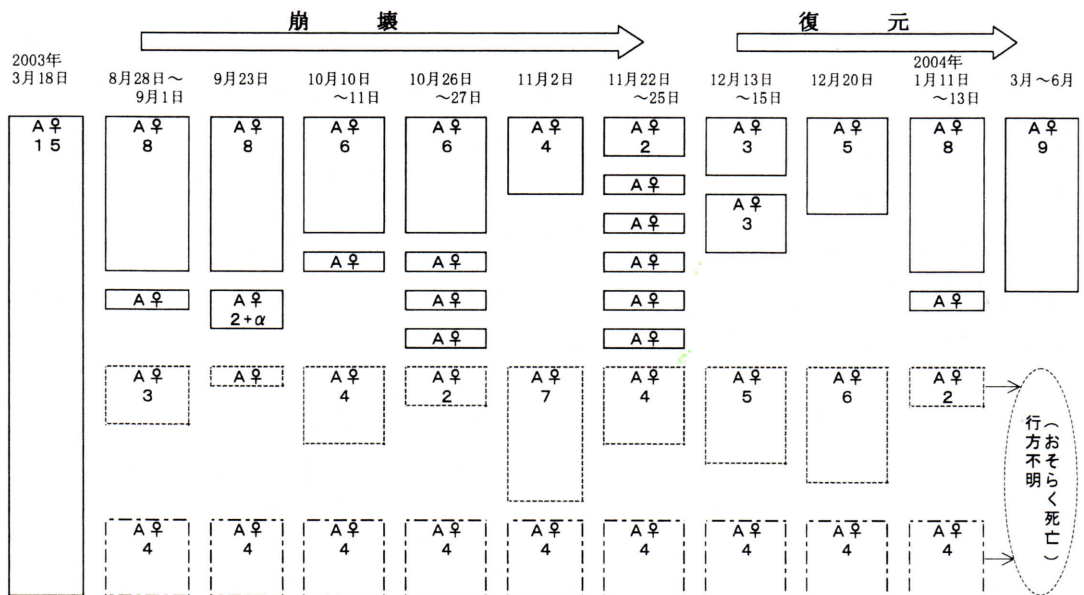 崩 壊
復 元
2003年
3月18日
8月28日～
9月1日
9月23日
10月10日
～11日
10月26日
～27日
11月2日
11月22日
～25日
12月13日
～15日
12月20日
2004年
1月11日
～13日
3月～6月
A♀
15
A♀
8
A♀
8
A♀
6
A♀
6
A♀
4
A♀
2
A♀
3
A♀
5
A♀
8
A♀
9
A♀
A♀
2+α
A♀
A♀
A♀
A♀
A♀
A♀
A♀
A♀
A♀
A♀
A♀
3
A♀
A♀
3
A♀
A♀
4
A♀
2
A♀
7
A♀
4
A♀
5
A♀
6
A♀
2
行方不明
（おそらく死亡）
A♀
4
A♀
4
A♀
4
A♀
4
A♀
4
A♀
4
A♀
4
A♀
4
A♀
4